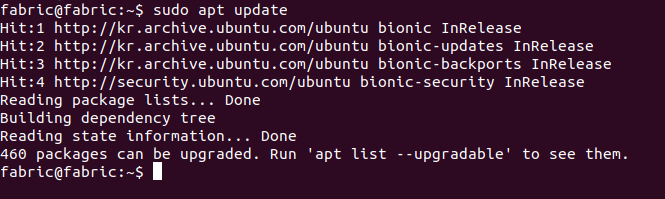 fabric@fabric:~$ sudo apt update
Hit:1 http://kr.archive.ubuntu.com/ubuntu bionic InRelease
Hit:2 http://kr.archive.ubuntu.com/ubuntu bionic-updates InRelease
Hit:3 http://kr.archive.ubuntu.com/ubuntu bionic-backports InRelease
Hit:4 http://security.ubuntu.com/ubuntu bionic-security InRelease
Reading package lists... Done
Building dependency tree
Reading state information... Done
460 packages can be upgraded. Run 'apt list --upgradable' to see them.
fabric@fabric:~$